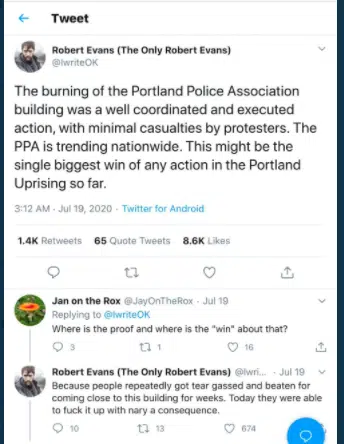 Tweet
Robert Evans (The Only Robert Evans)
@IwriteOK
The burning of the Portland Police Association
building was a well coordinated and executed
action, with minimal casualties by protesters. The
PPA is trending nationwide. This might be the
single biggest win of any action in the Portland
Uprising so far.
3:12 AM · Jul 19, 2020 · Twitter for Android
1.4K Retweets 65 Quote Tweets 8.6K Likes
Jan on the Rox @JayOnTheRox · Jul 19
Replying to @IwriteOK
Where is the proof and where is the "win" about that?
3 1 16
Robert Evans (The Only Robert Evans) @Iwri... · Jul 19
Because people repeatedly got tear gassed and beaten for
coming close to this building for weeks. Today they were able
to fuck it up with nary a consequence.
10 13 674